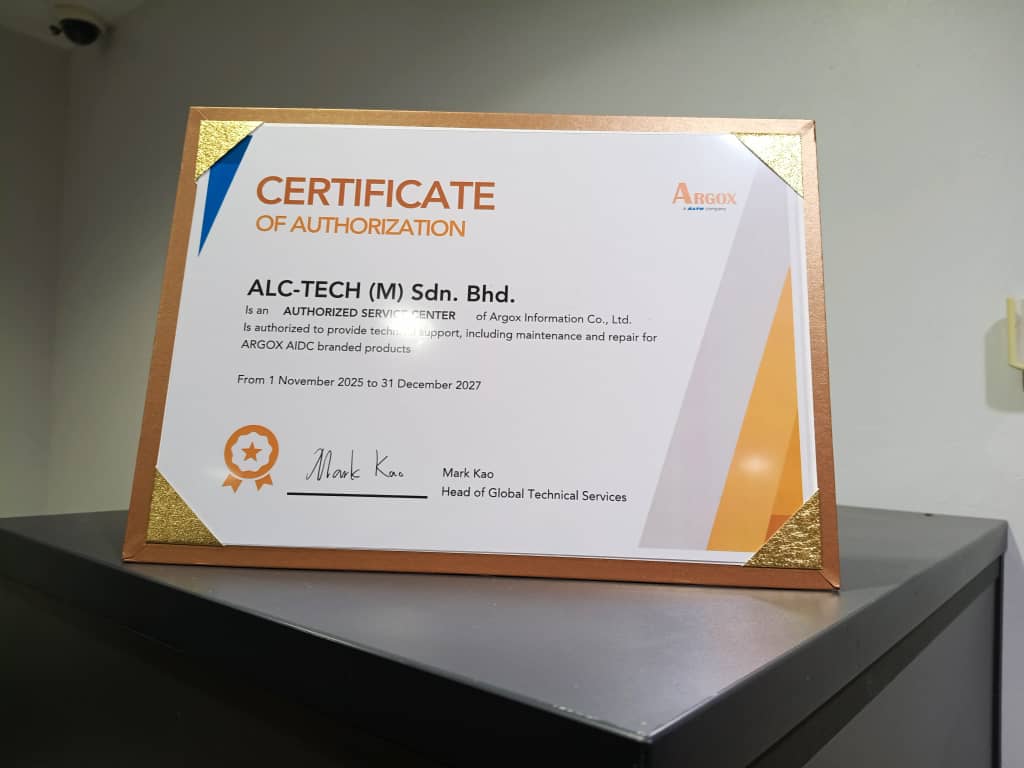 CERTIFICATE
OF AUTHORIZATION
ARGOX
a SATO company
ALC-TECH (M) Sdn. Bhd.
Is an AUTHORIZED SERVICE CENTER of Argox Information Co., Ltd.
Is authorized to provide technical support, including maintenance and repair for
ARGOX AIDC branded products
From 1 November 2025 to 31 December 2027
Mark Kao
Mark Kao
Head of Global Technical Services